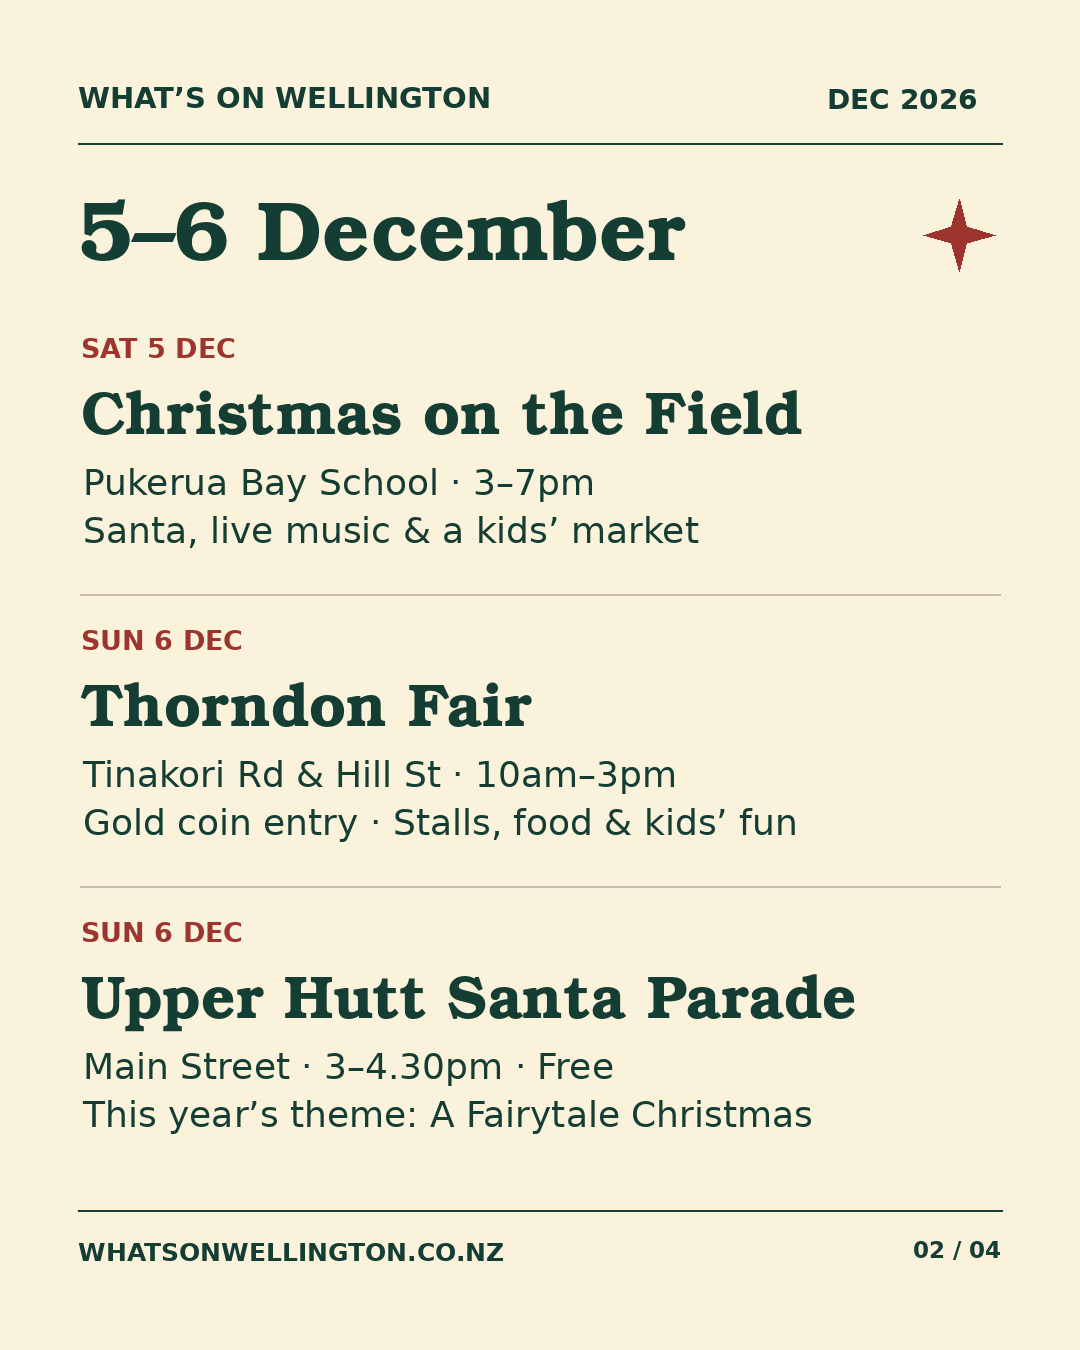 WHAT’S ON WELLINGTON
DEC 2026
5–6 December
SAT 5 DEC
Christmas on the Field
Pukerua Bay School · 3–7pm
Santa, live music & a kids’ market
SUN 6 DEC
Thorndon Fair
Tinakori Rd & Hill St · 10am–3pm
Gold coin entry · Stalls, food & kids’ fun
SUN 6 DEC
Upper Hutt Santa Parade
Main Street · 3–4.30pm · Free
This year’s theme: A Fairytale Christmas
WHATSONWELLINGTON.CO.NZ
02 / 04